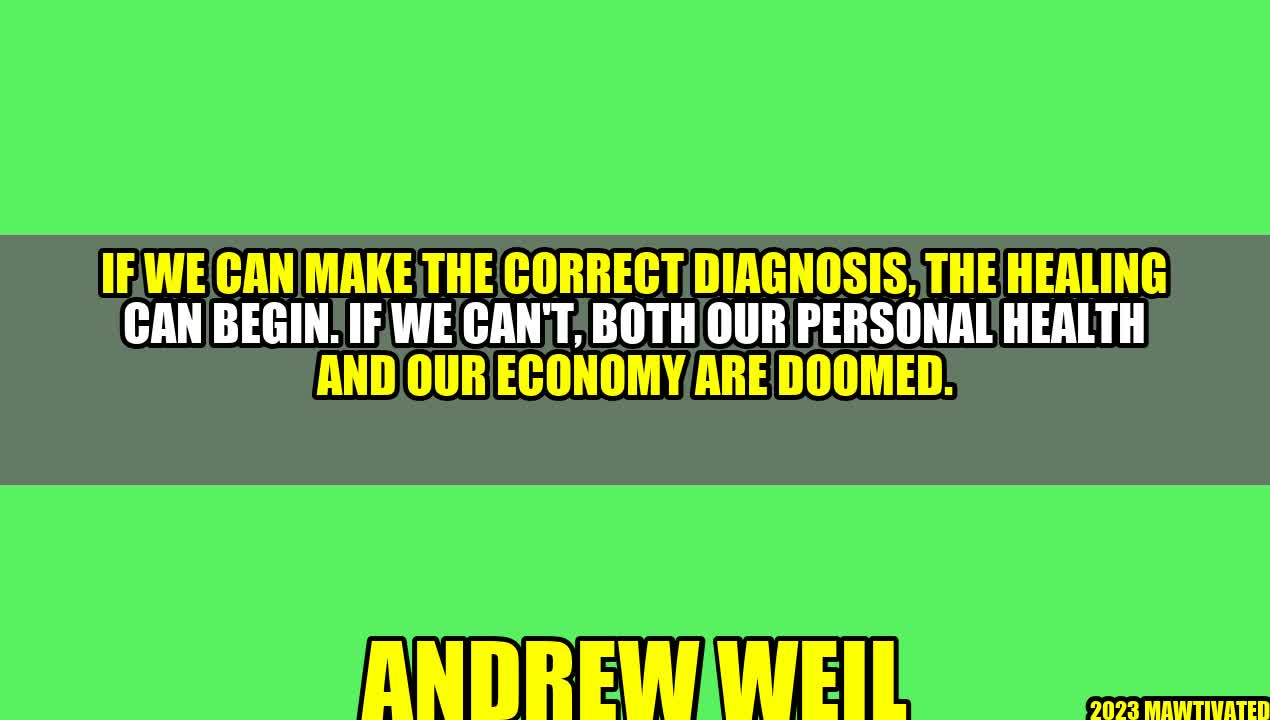 IF WE CAN MAKE THE CORRECT DIAGNOSIS, THE HEALING
CAN BEGIN. IF WE CAN'T, BOTH OUR PERSONAL HEALTH
AND OUR ECONOMY ARE DOOMED.
ANDREW WEIL
2023 MAWTIVATED